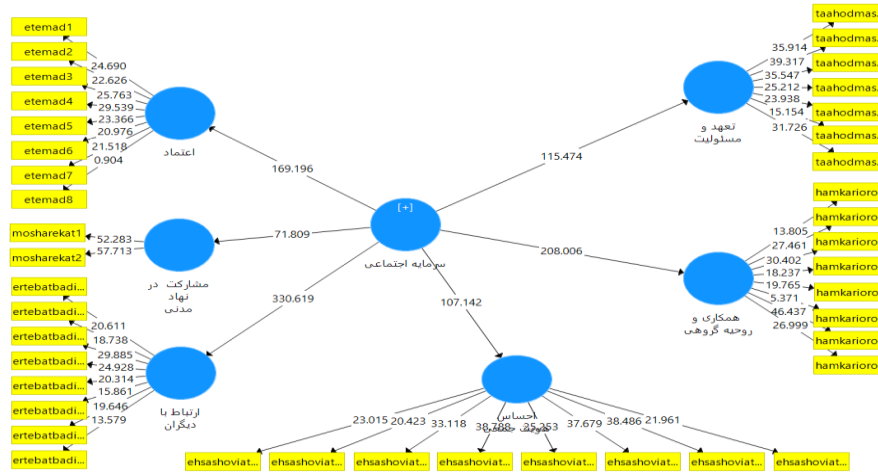 etemad1
etemad2
etemad3
etemad4
etemad5
etemad6
etemad7
etemad8
24.690
22.626
25.763
29.539
23.366
20.976
21.518
0.904
اعتماد
169.196
mosharekat1
mosharekat2
52.283
57.713
مشارکت در
نهاد
مدنی
71.809
ertebatbadi...
ertebatbadi...
ertebatbadi...
ertebatbadi...
ertebatbadi...
ertebatbadi...
ertebatbadi...
ertebatbadi...
20.611
18.738
29.885
24.928
20.314
15.861
19.646
13.579
ارتباط با
دیگران
330.619
[+]
سرمایه اجتماعی
115.474
taahodmas.
taahodmas.
taahodmas.
taahodmas.
taahodmas.
taahodmas.
taahodmas.
35.914
39.317
35.547
25.212
23.938
15.154
31.726
تعهد و
مسئولیت
208.006
hamkarioro
hamkarioro
hamkarioro
hamkarioro
hamkarioro
hamkarioro
hamkarioro
hamkarioro
13.805
27.461
30.402
18.237
19.765
5.371
46.437
26.999
همکاری و
روحیه گروهی
107.142
احساس
هویت جمعی
23.015
20.423
33.118
38.788
35.253
37.679
38.486
21.961
ehsashoviat...
ehsashoviat...
ehsashoviat...
ehsashoviat...
ehsashoviat...
ehsashoviat...
ehsashoviat...
ehsashoviat...